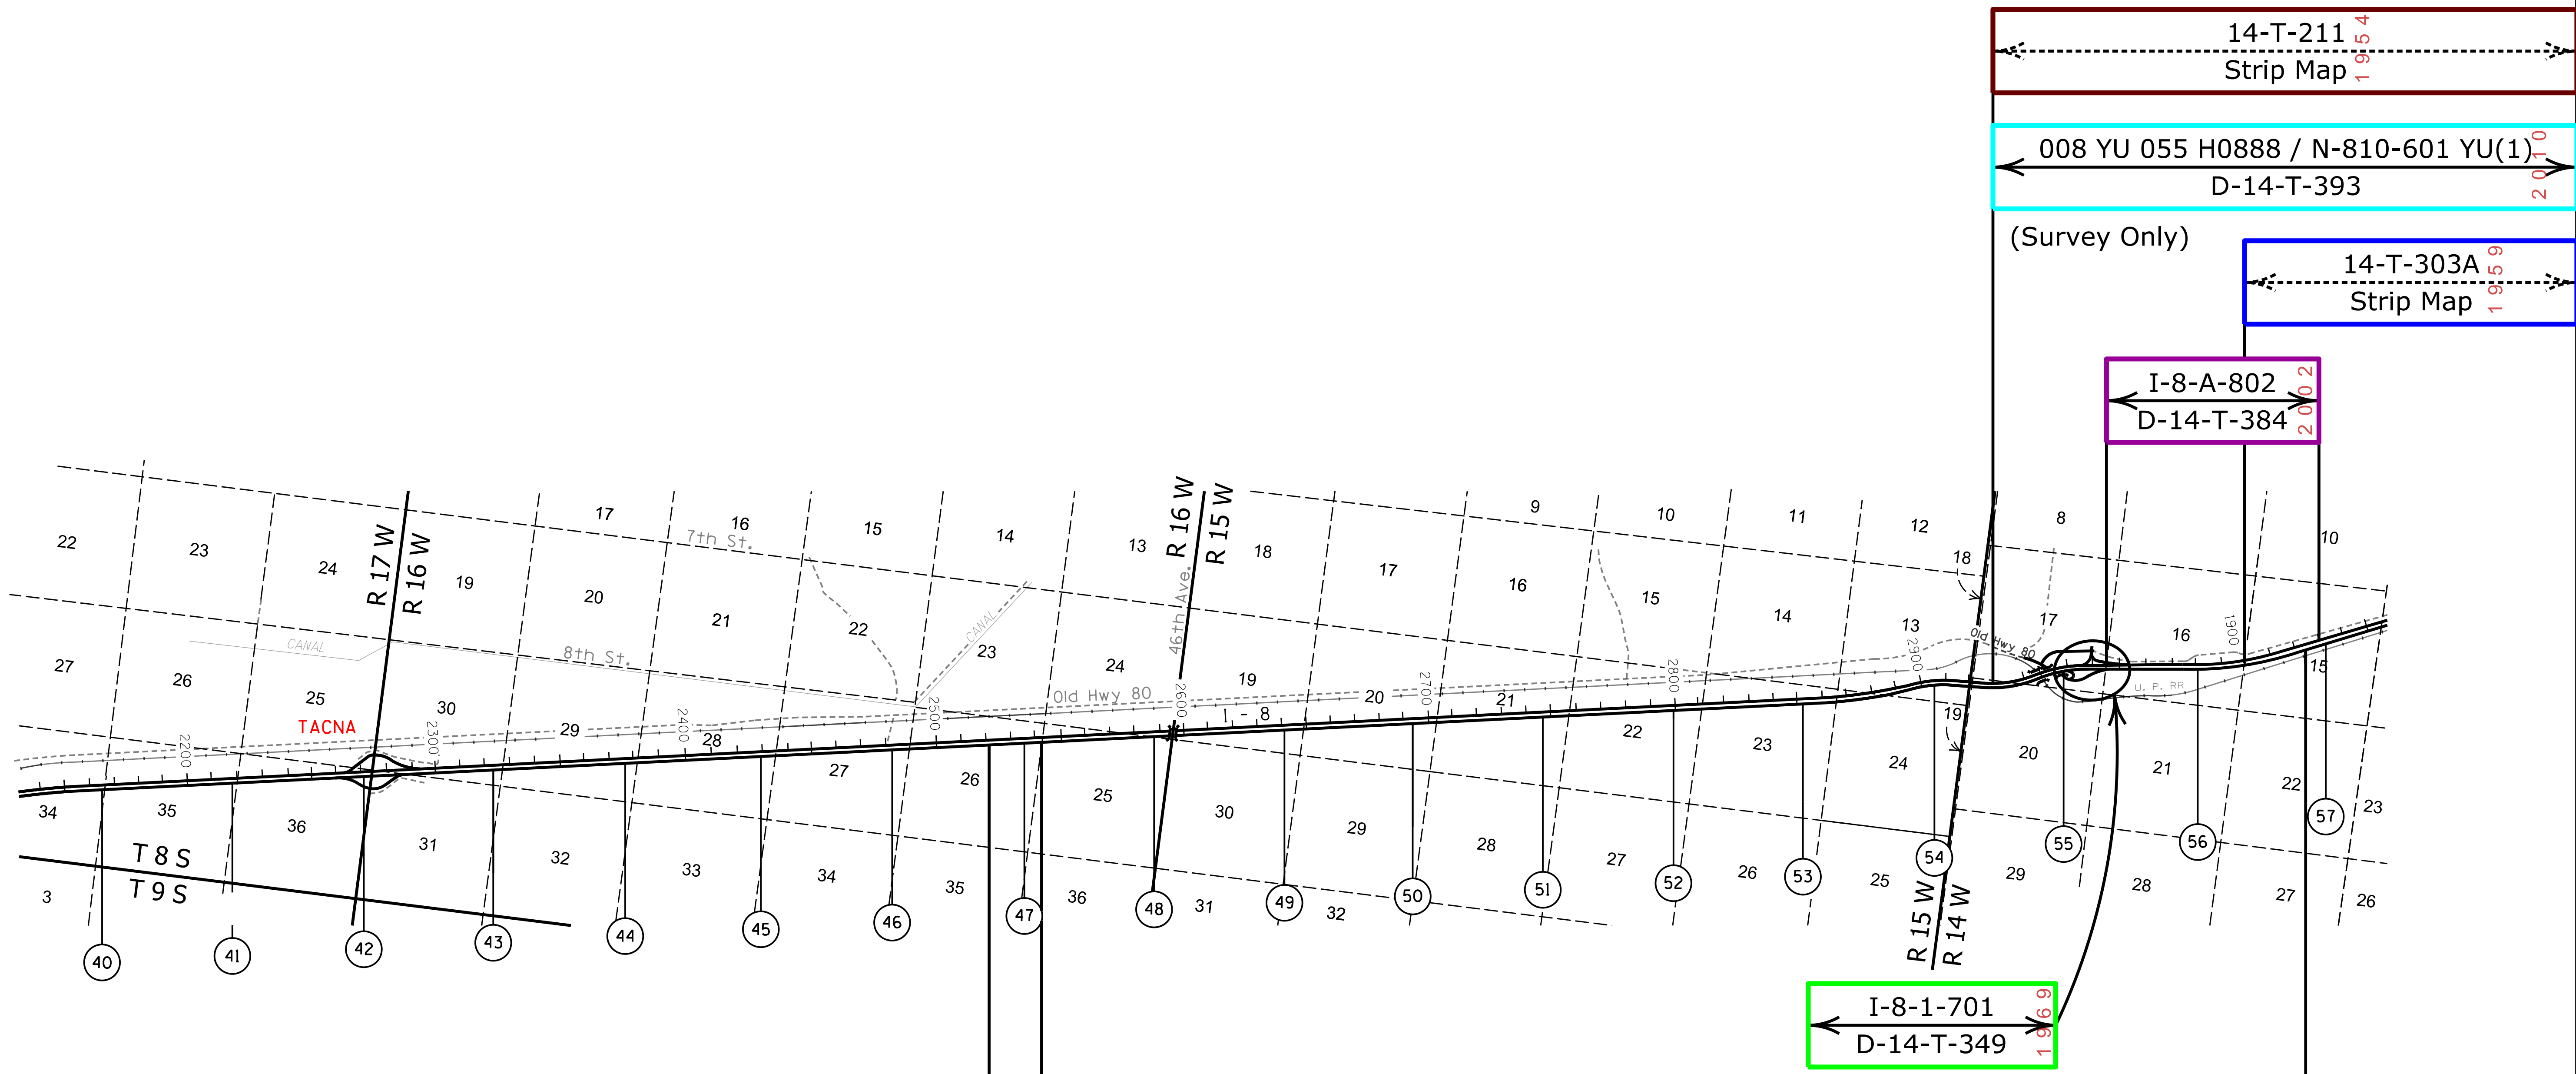 14-T-211
Strip Map
1954
008 YU 055 H0888 / N-810-601 YU(1)
D-14-T-393
2010
(Survey Only)
14-T-303A
Strip Map
1959
I-8-A-802
D-14-T-384
2002
17 16 15 14 13 18 17 16 15 14 13
9 10 11 12 18 8 10
22 23 24 19 20 21 22 23 24 19 20 21
R 17 W
R 16 W
R 16 W
R 15 W
7th St.
46th Ave.
CANAL
CANAL
8th St.
Old Hwy 80
Old Hwy 80
17 16 15
1900
U. P. RR
27 26 25 30 29 28 27 26 25 30 29 28 27 26 25
TACNA
2200 2300 2400 2500 2600 2700 2800 2900
I - 8
22 23 24 19 20 21 22 23
34 35 36 31 32 33 34 35 36 31 32
29 28 27 26
T 8 S
T 9 S
3
R 15 W
R 14 W
40 41 42 43 44 45 46 47 48 49 50 51 52 53 54 55 56 57
I-8-1-701
D-14-T-349
1969